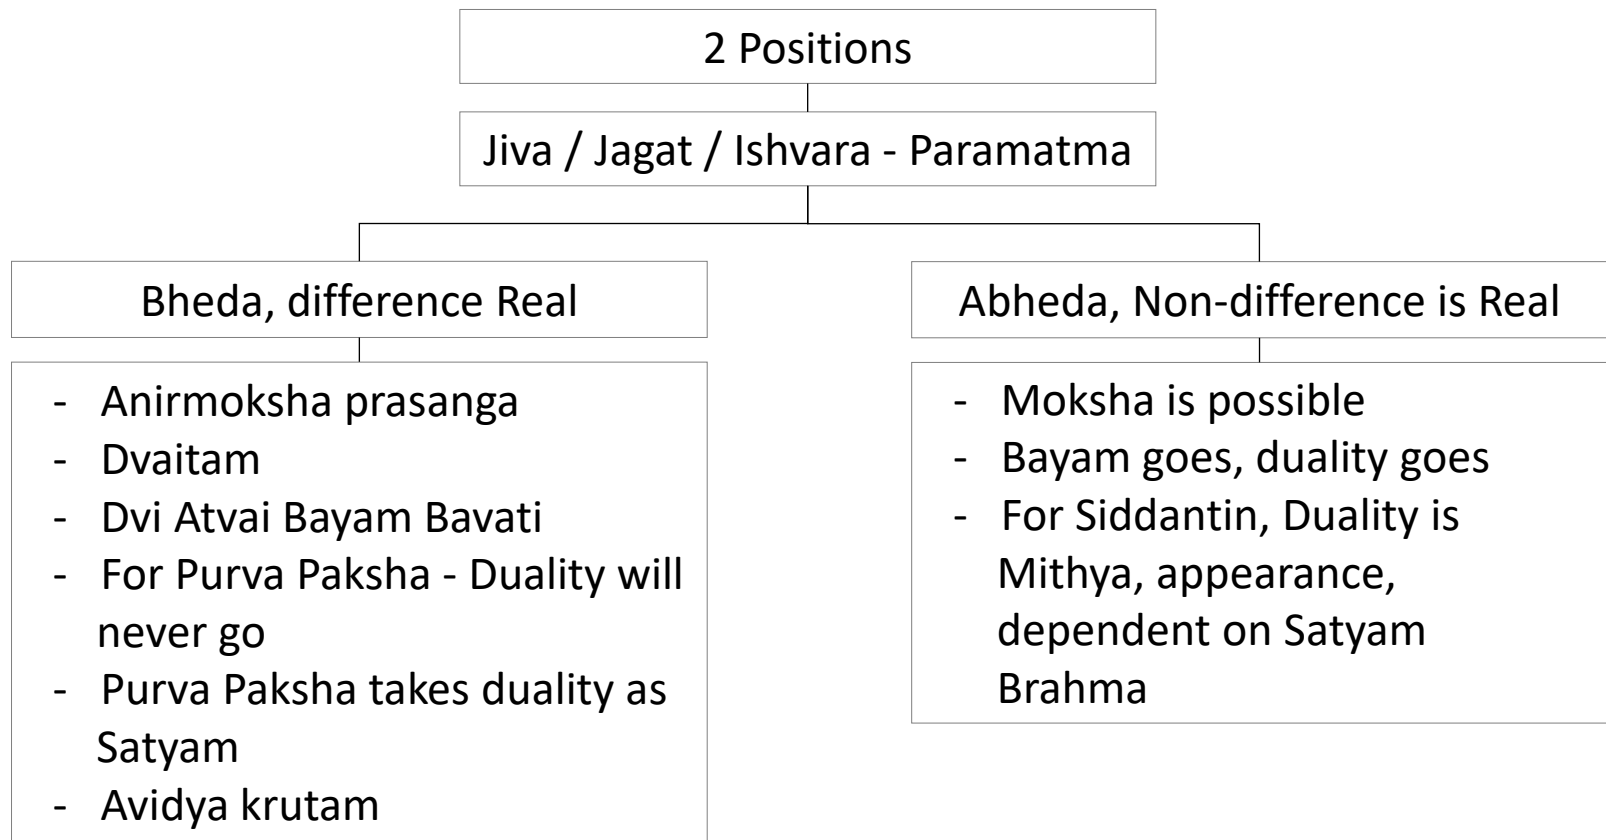 2 Positions
Jiva / Jagat / Ishvara - Paramatma
Bheda, difference Real
- Anirmoksha prasanga
- Dvaitam
- Dvi Atvai Bayam Bavati
- For Purva Paksha - Duality will
never go
- Purva Paksha takes duality as
Satyam
- Avidya krutam
Abheda, Non-difference is Real
- Moksha is possible
- Bayam goes, duality goes
- For Siddantin, Duality is
Mithya, appearance,
dependent on Satyam
Brahma